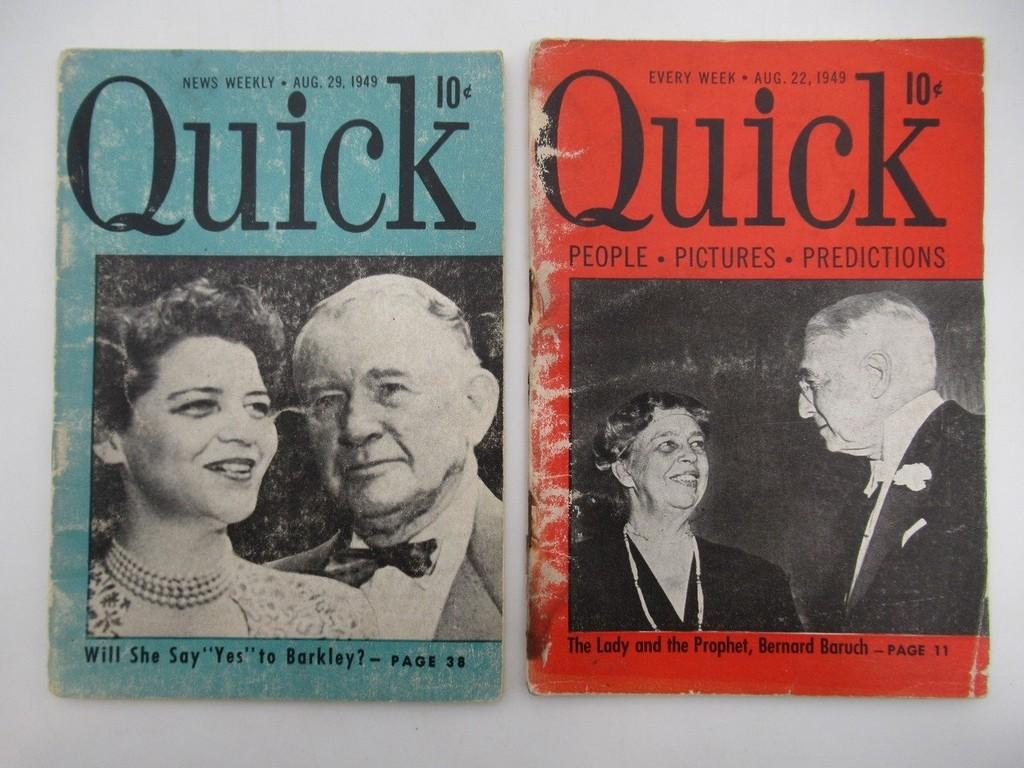 NEWS WEEKLY • AUG. 29, 1949
10¢
Quick
Will She Say "Yes" to Barkley? — PAGE 38
EVERY WEEK • AUG. 22, 1949
10¢
Quick
PEOPLE • PICTURES • PREDICTIONS
The Lady and the Prophet, Bernard Baruch — PAGE 11